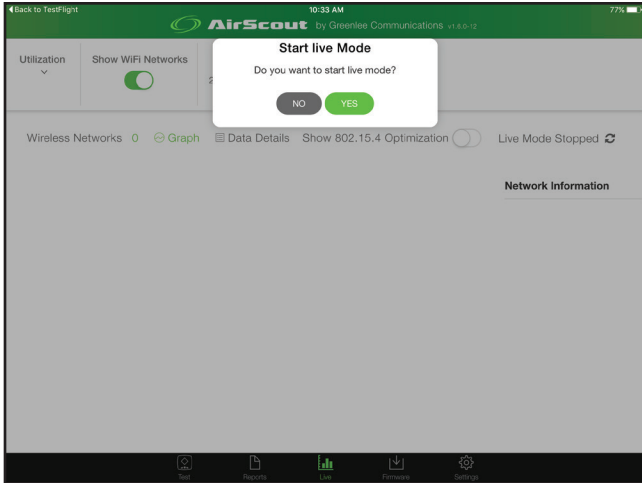 Back to TestFlight 10:33 AM 77%
AirScout by Greenlee Communications v1.6.0-12
Start live Mode
Utilization Show WiFi Networks Do you want to start live mode?
NO YES
Wireless Networks 0 Graph Data Details Show 802.15.4 Optimization Live Mode Stopped
Network Information
Test Reports Live Firmware Settings